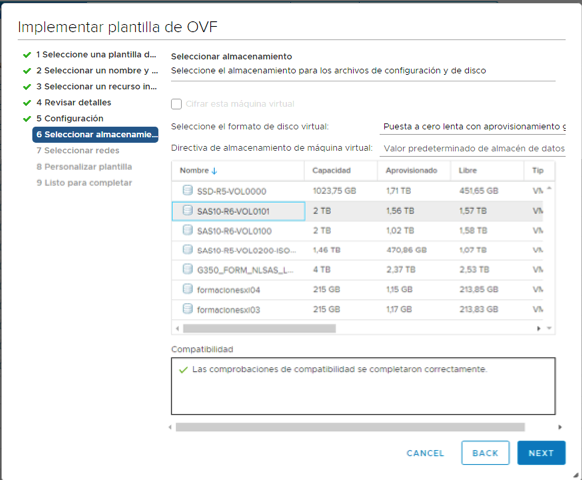 Implementar plantilla de OVF
1 Seleccione una plantilla d...
2 Seleccionar un nombre y ...
3 Seleccionar un recurso in...
4 Revisar detalles
5 Configuración
6 Seleccionar almacenamie...
7 Seleccionar redes
8 Personalizar plantilla
9 Listo para completar
Seleccionar almacenamiento
Seleccione el almacenamiento para los archivos de configuración y de disco
Cifrar esta máquina virtual
Seleccione el formato de disco virtual: Puesta a cero lenta con aprovisionamiento g
Directiva de almacenamiento de máquina virtual: Valor predeterminado de almacén de datos
Nombre ↓ Capacidad Aprovisionado Libre Tip
SSD-R5-VOL0000 1023,75 GB 1,71 TB 451,65 GB VM
SAS10-R6-VOL0101 2 TB 1,56 TB 1,57 TB VM
SAS10-R6-VOL0100 2 TB 1,02 TB 1,58 TB VM
SAS10-R5-VOL0200-ISO... 1,46 TB 470,86 GB 1,07 TB VM
G350_FORM_NLSAS_L... 4 TB 2,37 TB 2,53 TB VM
formacionesxl04 215 GB 1,15 GB 213,85 GB VM
formacionesxl03 215 GB 1,17 GB 213,83 GB VM
Compatibilidad
Las comprobaciones de compatibilidad se completaron correctamente.
CANCEL BACK NEXT